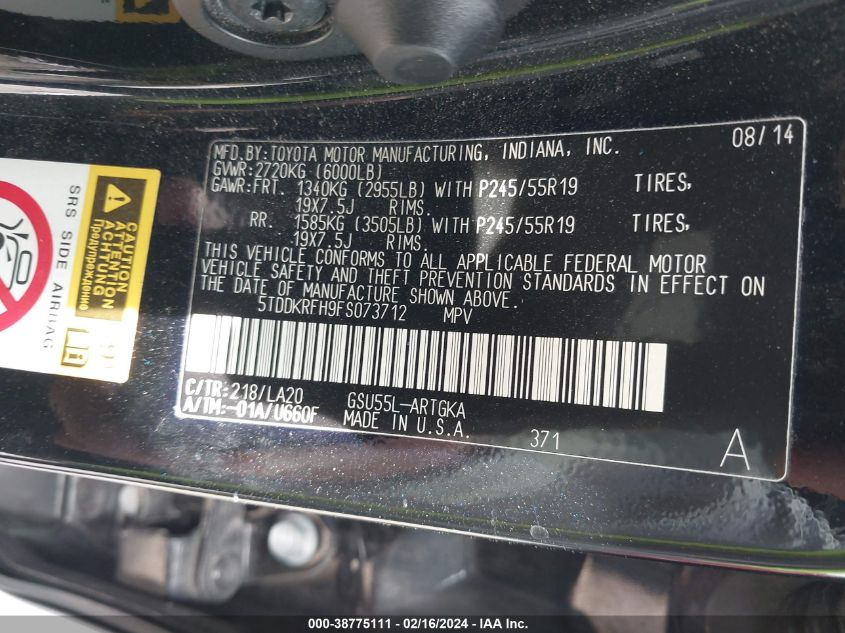 08/14
MFD.BY:TOYOTA MOTOR MANUFACTURING, INDIANA, INC.
GVWR:2720KG (6000LB)
GAWR:FRT. 1340KG (2955LB) WITH P245/55R19 TIRES,
19X7.5J RIMS.
RR. 1585KG (3505LB) WITH P245/55R19 TIRES,
19X7.5J RIMS.
THIS VEHICLE CONFORMS TO ALL APPLICABLE FEDERAL MOTOR
VEHICLE SAFETY AND THEFT PREVENTION STANDARDS IN EFFECT ON
THE DATE OF MANUFACTURE SHOWN ABOVE.
5TDDKRFH9FS073712 MPV
C/TR:218/LA20 GSU55L-ARTGKA
A/TM:-01A/U660F MADE IN U.S.A.
371
A
SRS SIDE AIRBAG
CAUTION
ATTENTION
ACHTUNG
Предупреждению
000-38775111 - 02/16/2024 - IAA Inc.